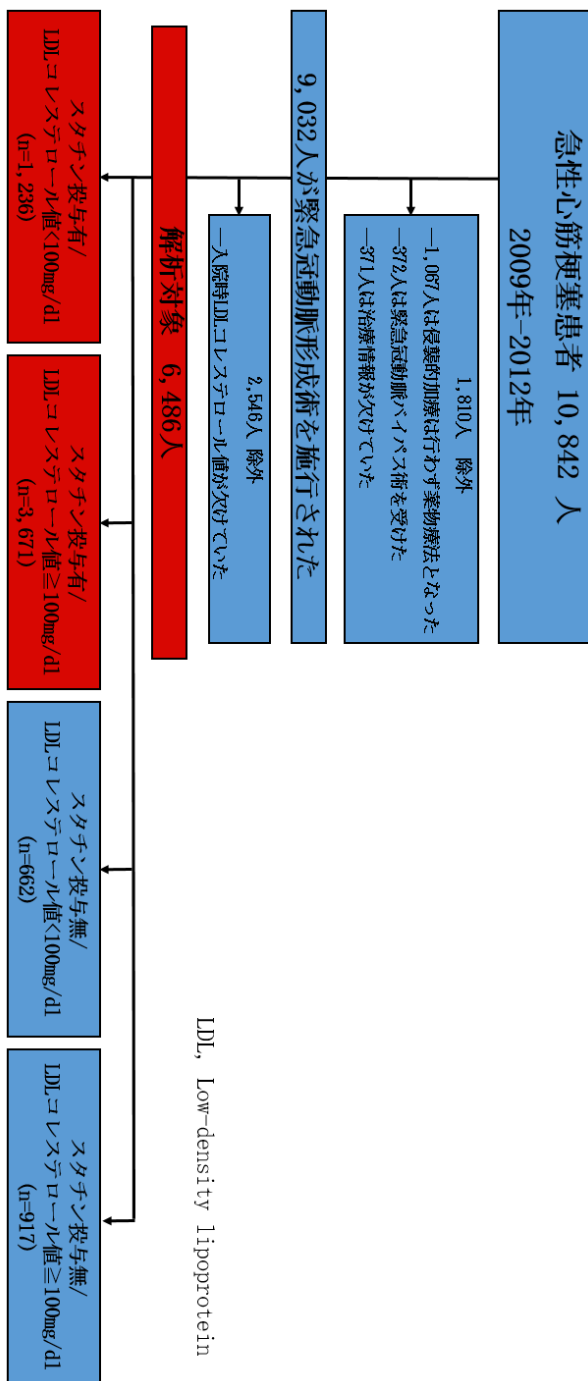 急性心筋梗塞患者 10,842 人
2009年-2012年
1,810人 除外
―1,067人は侵襲的加療は行わず薬物療法となった
―372人は緊急冠動脈バイパス術を受けた
―371人は治療情報が欠けていた
9,032人が緊急冠動脈形成術を施行された
2,546人 除外
―入院時LDLコレステロール値が欠けていた
解析対象 6,486人
スタチン投与有/
LDLコレステロール値<100mg/dl
(n=1,236)
スタチン投与有/
LDLコレステロール値≧100mg/dl
(n=3,671)
スタチン投与無/
LDLコレステロール値<100mg/dl
(n=662)
スタチン投与無/
LDLコレステロール値≧100mg/dl
(n=917)
LDL, Low-density lipoprotein